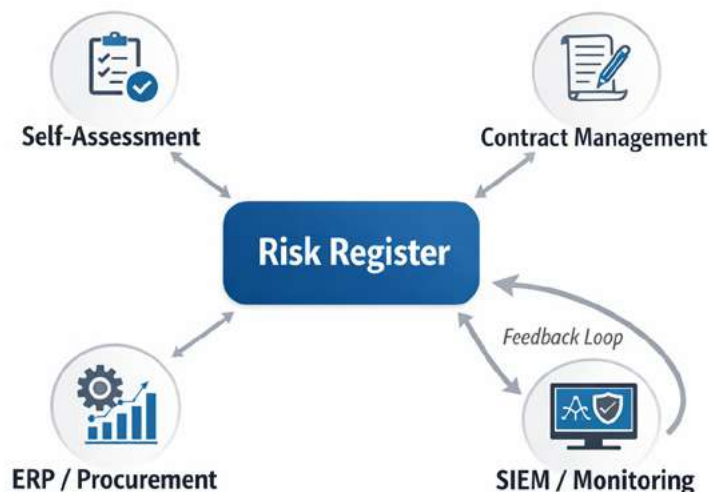 Self-Assessment
Contract Management
Risk Register
Feedback Loop
ERP / Procurement
SIEM / Monitoring